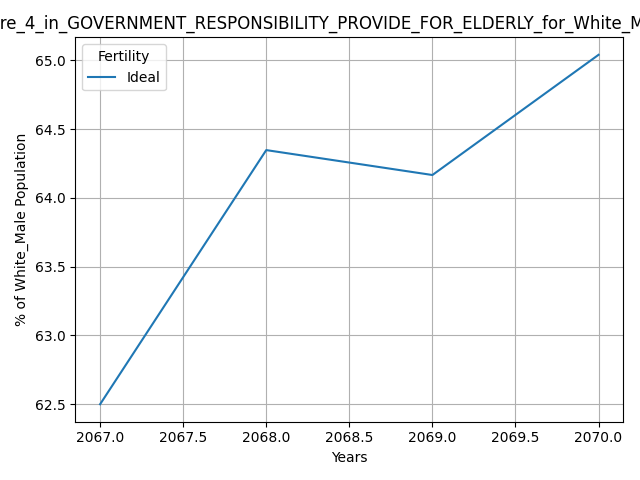 re_4_in_GOVERNMENT_RESPONSIBILITY_PROVIDE_FOR_ELDERLY_for_White_M
Fertility
Ideal
65.0
64.5
64.0
63.5
63.0
62.5
% of White_Male Population
2067.0 2067.5 2068.0 2068.5 2069.0 2069.5 2070.0
Years